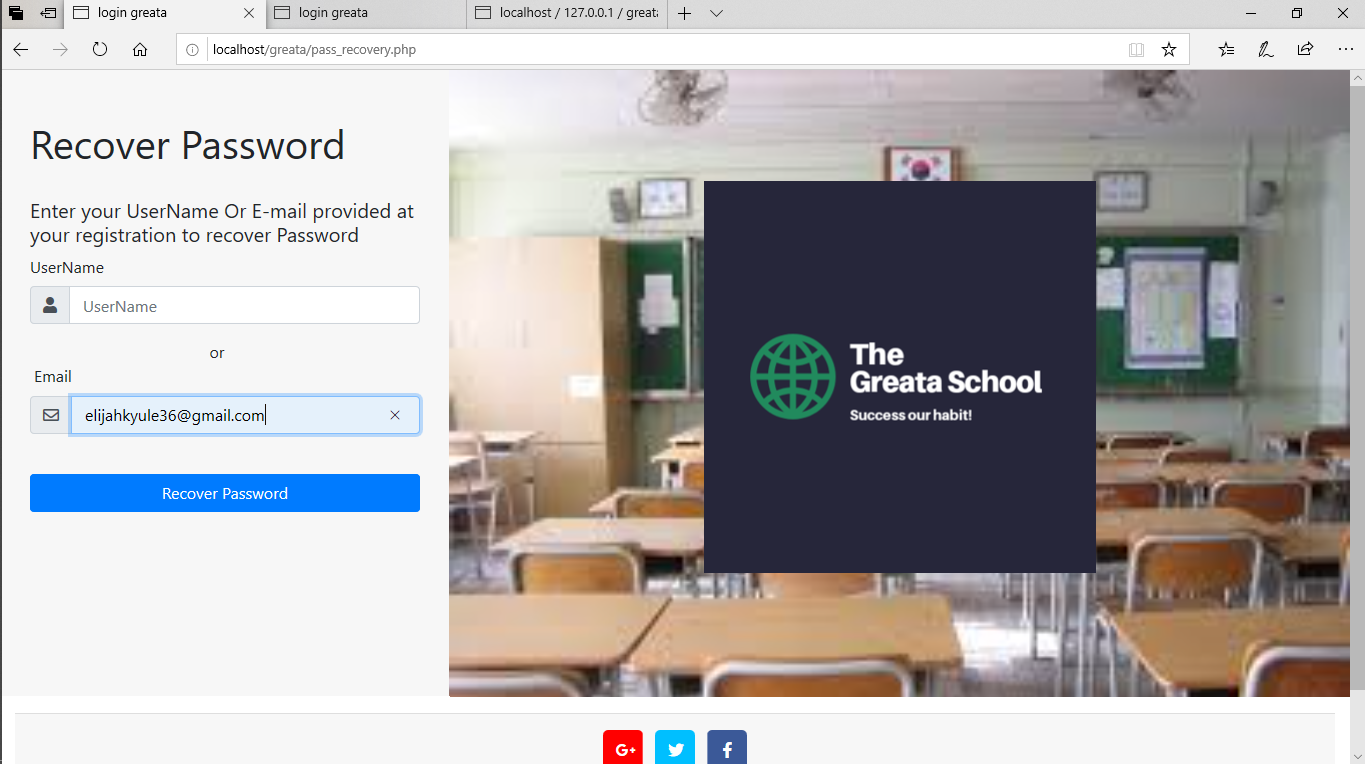 login greata
login greata
localhost / 127.0.0.1 / greata
localhost/greata/pass_recovery.php
Recover Password
Enter your UserName Or E-mail provided at
your registration to recover Password
UserName
UserName
or
Email
elijahkyule36@gmail.com
Recover Password
The
Greata School
Success our habit!
G+
f